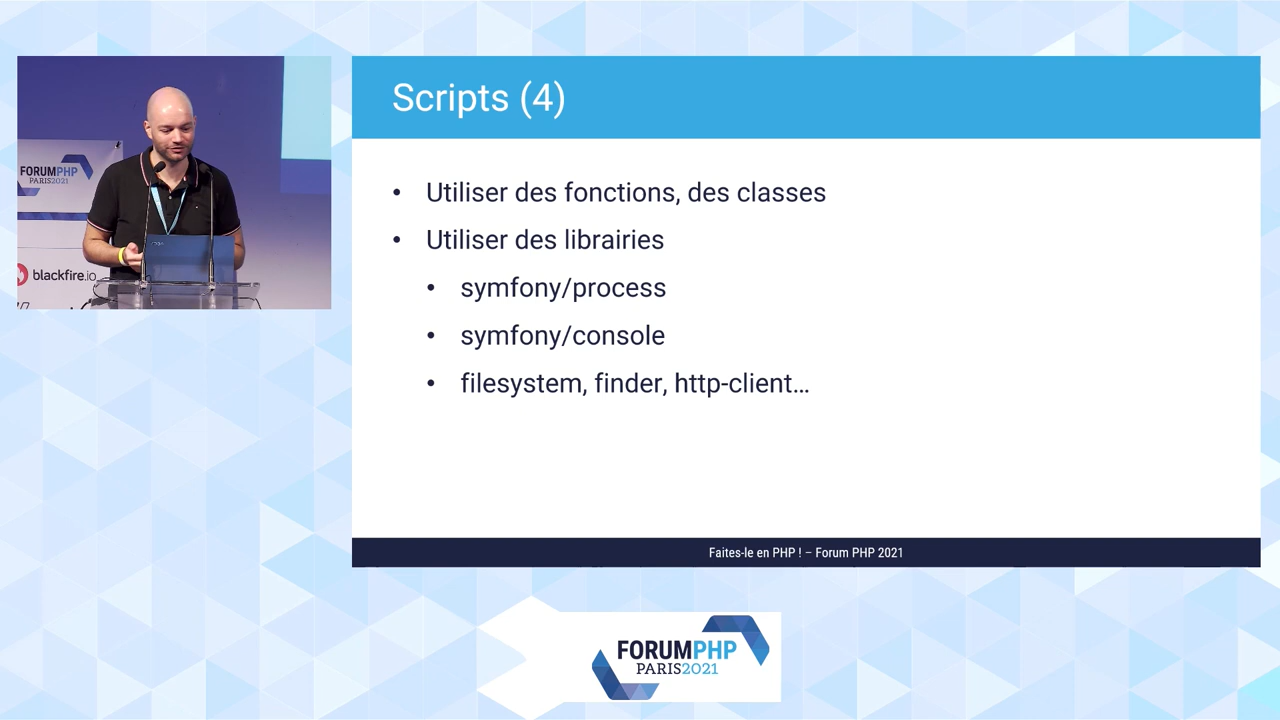 FORUMPHP
PARIS2021
blackfire.io
Scripts (4)
• Utiliser des fonctions, des classes
• Utiliser des librairies
• symfony/process
• symfony/console
• filesystem, finder, http-client…
Faites-le en PHP ! – Forum PHP 2021
FORUMPHP
PARIS2021